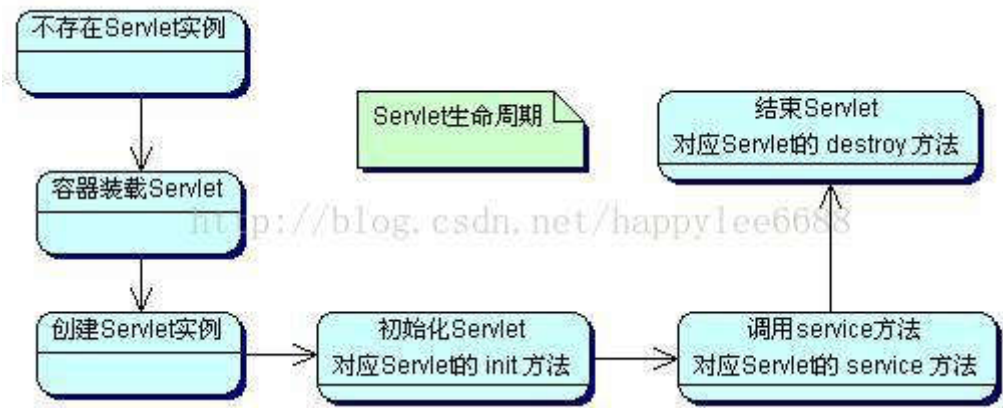 不存在Servlet实例
Servlet生命周期
结束Servlet
对应Servlet的 destroy 方法
容器装载Servlet
http://blog.csdn.net/happylee6688
创建Servlet实例
初始化Servlet
对应Servlet的 init 方法
调用service方法
对应Servlet的 service 方法